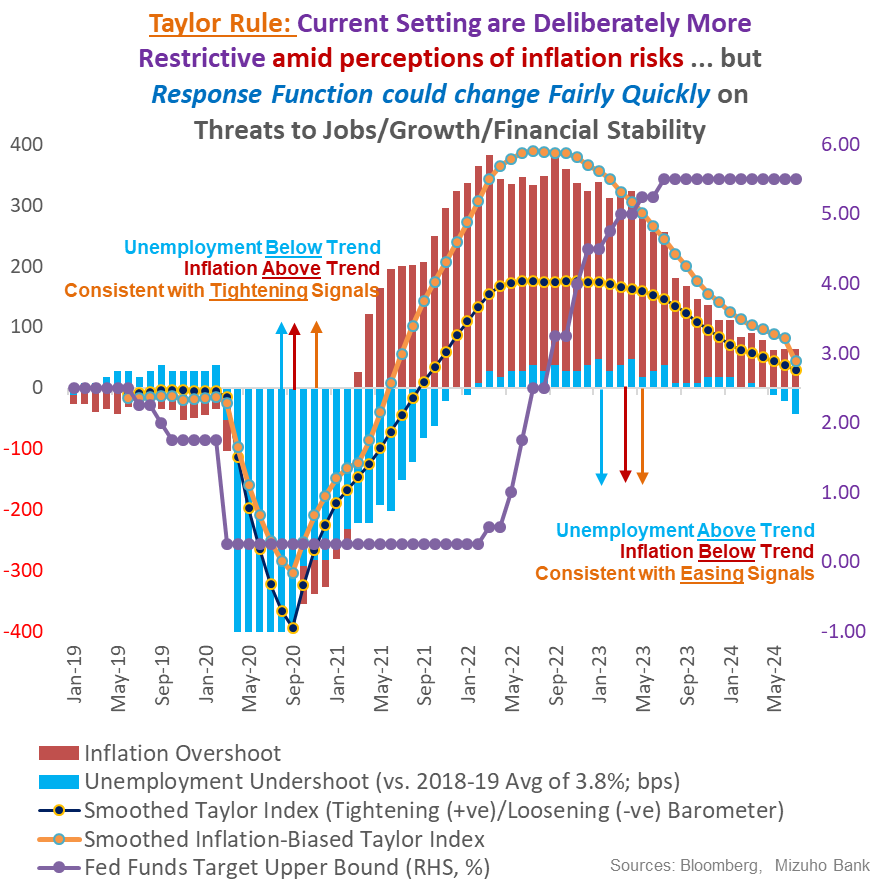 Taylor Rule: Current Setting are Deliberately More
Restrictive amid perceptions of inflation risks ... but
Response Function could change Fairly Quickly on
Threats to Jobs/Growth/Financial Stability
400
300
200
100
0
-100
-200
-300
-400
6.00
5.00
4.00
3.00
2.00
1.00
0.00
-1.00
Unemployment Below Trend
Inflation Above Trend
Consistent with Tightening Signals
Unemployment Above Trend
Inflation Below Trend
Consistent with Easing Signals
Jan-19
May-19
Sep-19
Jan-20
May-20
Sep-20
Jan-21
May-21
Sep-21
Jan-22
May-22
Sep-22
Jan-23
May-23
Sep-23
Jan-24
May-24
Inflation Overshoot
Unemployment Undershoot (vs. 2018-19 Avg of 3.8%; bps)
Smoothed Taylor Index (Tightening (+ve)/Loosening (-ve) Barometer)
Smoothed Inflation-Biased Taylor Index
Fed Funds Target Upper Bound (RHS, %)
Sources: Bloomberg, Mizuho Bank